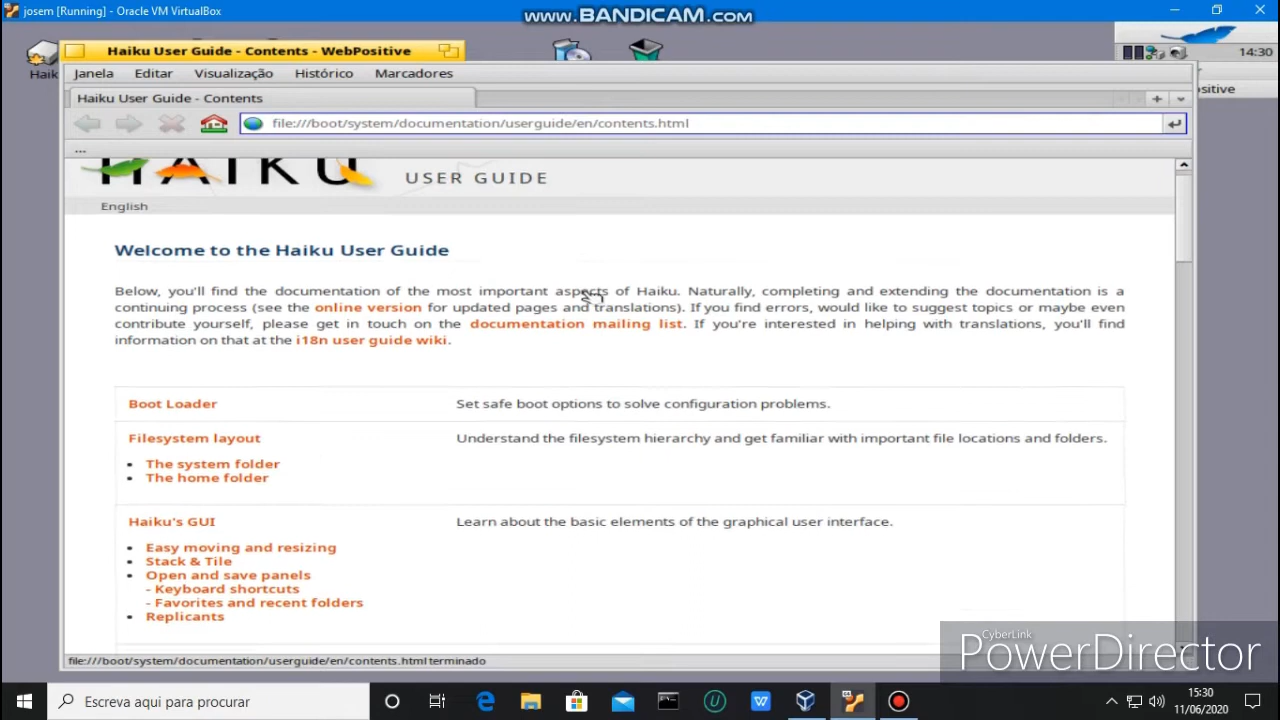 josem [Running] - Oracle VM VirtualBox
www.BANDICAM.com
Haik
14:30
Haiku User Guide - Contents - WebPositive
sitive
Janela Editar Visualização Histórico Marcadores
Haiku User Guide - Contents
file:///boot/system/documentation/userguide/en/contents.html
...
HAIKU USER GUIDE
English
Welcome to the Haiku User Guide
Below, you'll find the documentation of the most important aspects of Haiku. Naturally, completing and extending the documentation is a
continuing process (see the online version for updated pages and translations). If you find errors, would like to suggest topics or maybe even
contribute yourself, please get in touch on the documentation mailing list. If you're interested in helping with translations, you'll find
information on that at the i18n user guide wiki.
Boot Loader Set safe boot options to solve configuration problems.
Filesystem layout Understand the filesystem hierarchy and get familiar with important file locations and folders.
• The system folder
• The home folder
Haiku's GUI Learn about the basic elements of the graphical user interface.
• Easy moving and resizing
• Stack & Tile
• Open and save panels
- Keyboard shortcuts
- Favorites and recent folders
• Replicants
file:///boot/system/documentation/userguide/en/contents.html terminado
CyberLink
PowerDirector
Escreva aqui para procurar
15:30
11/06/2020